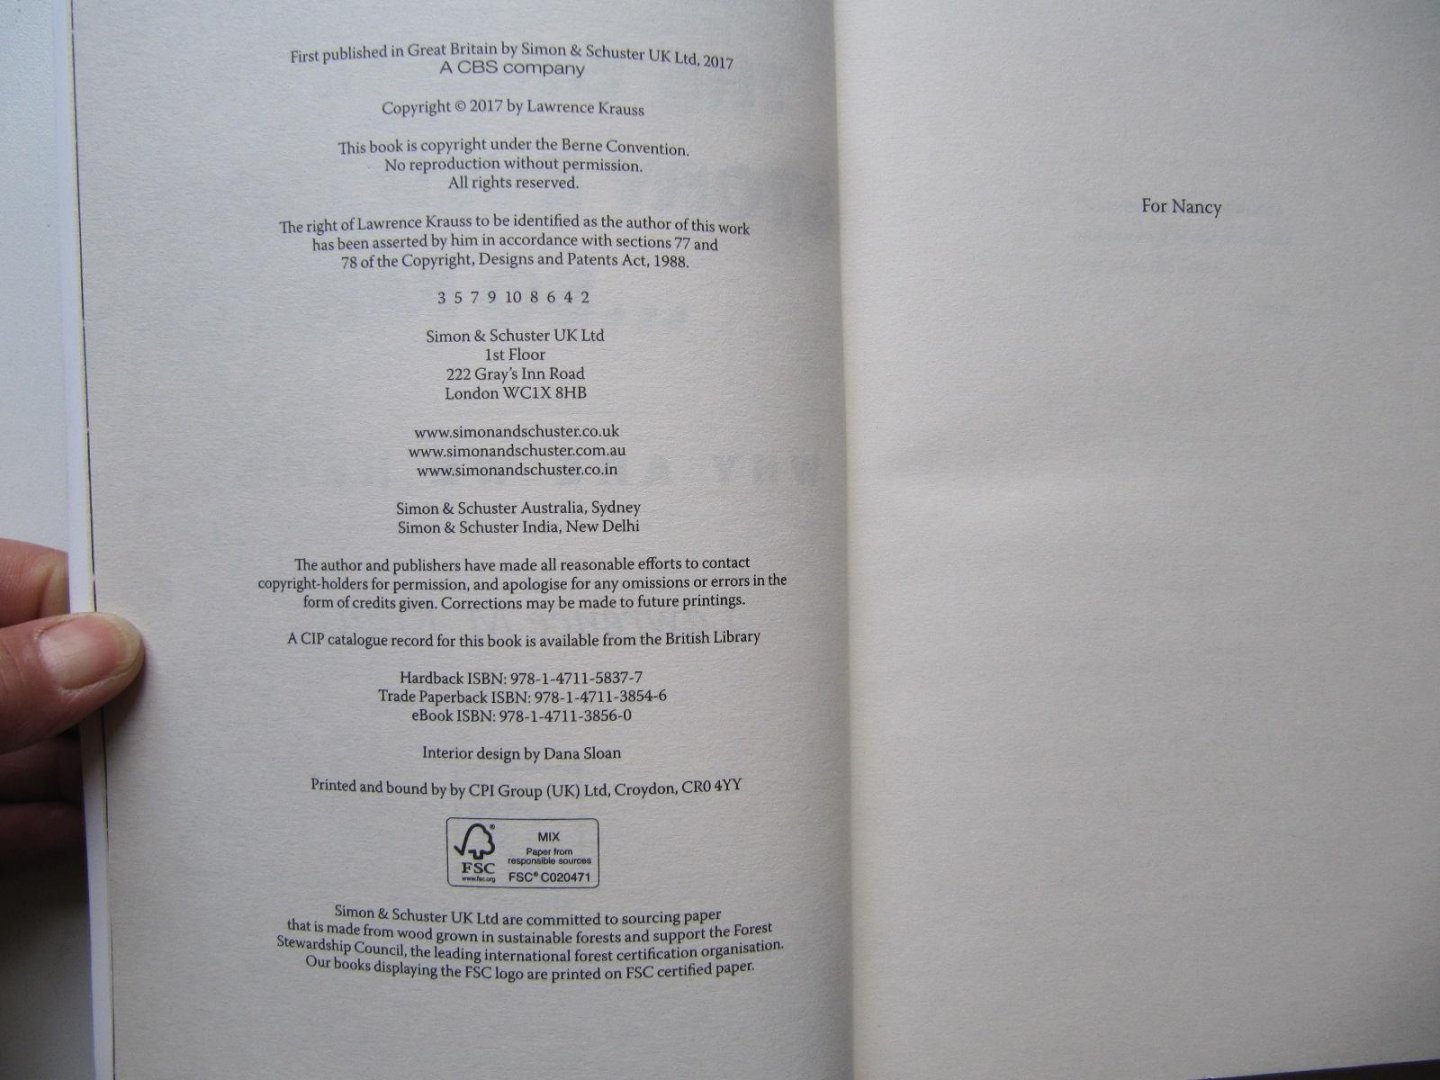 First published in Great Britain by Simon & Schuster UK Ltd, 2017
A CBS company
Copyright © 2017 by Lawrence Krauss
This book is copyright under the Berne Convention.
No reproduction without permission.
All rights reserved.
The right of Lawrence Krauss to be identified as the author of this work
has been asserted by him in accordance with sections 77 and
78 of the Copyright, Designs and Patents Act, 1988.
3 5 7 9 10 8 6 4 2
Simon & Schuster UK Ltd
1st Floor
222 Gray's Inn Road
London WC1X 8HB
www.simonandschuster.co.uk
www.simonandschuster.com.au
www.simonandschuster.co.in
Simon & Schuster Australia, Sydney
Simon & Schuster India, New Delhi
The author and publishers have made all reasonable efforts to contact
copyright-holders for permission, and apologise for any omissions or errors in the
form of credits given. Corrections may be made to future printings.
A CIP catalogue record for this book is available from the British Library
Hardback ISBN: 978-1-4711-5837-7
Trade Paperback ISBN: 978-1-4711-3854-6
eBook ISBN: 978-1-4711-3856-0
Interior design by Dana Sloan
Printed and bound by by CPI Group (UK) Ltd, Croydon, CR0 4YY
FSC®
www.fsc.org
MIX
Paper from
responsible sources
FSC® C020471
Simon & Schuster UK Ltd are committed to sourcing paper
that is made from wood grown in sustainable forests and support the Forest
Stewardship Council, the leading international forest certification organisation.
Our books displaying the FSC logo are printed on FSC certified paper.
For Nancy